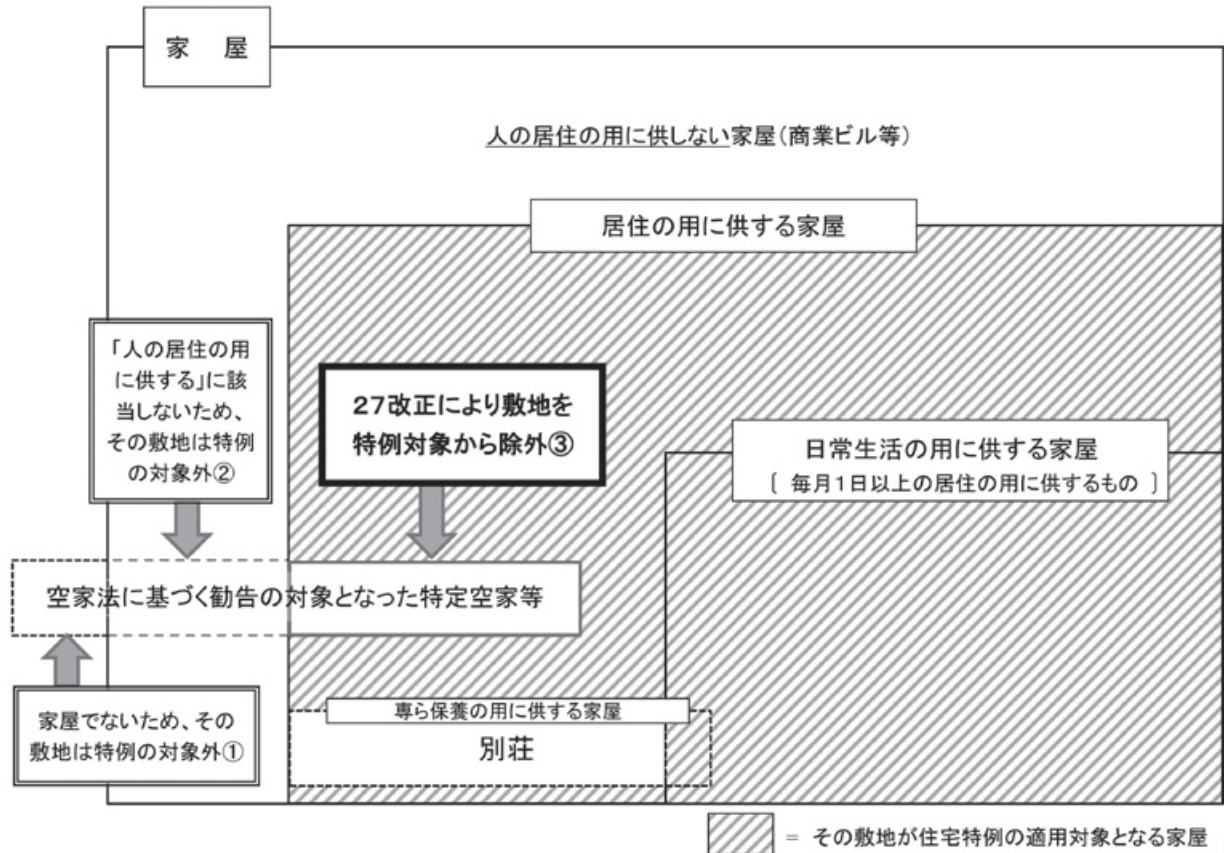 家　屋
人の居住の用に供しない家屋（商業ビル等）
居住の用に供する家屋
「人の居住の用
に供する」に該
当しないため、
その敷地は特例
の対象外②
27改正により敷地を
特例対象から除外③
日常生活の用に供する家屋
〔 毎月1日以上の居住の用に供するもの 〕
空家法に基づく勧告の対象となった特定空家等
家屋でないため、その
敷地は特例の対象外①
専ら保養の用に供する家屋
別荘
= その敷地が住宅特例の適用対象となる家屋